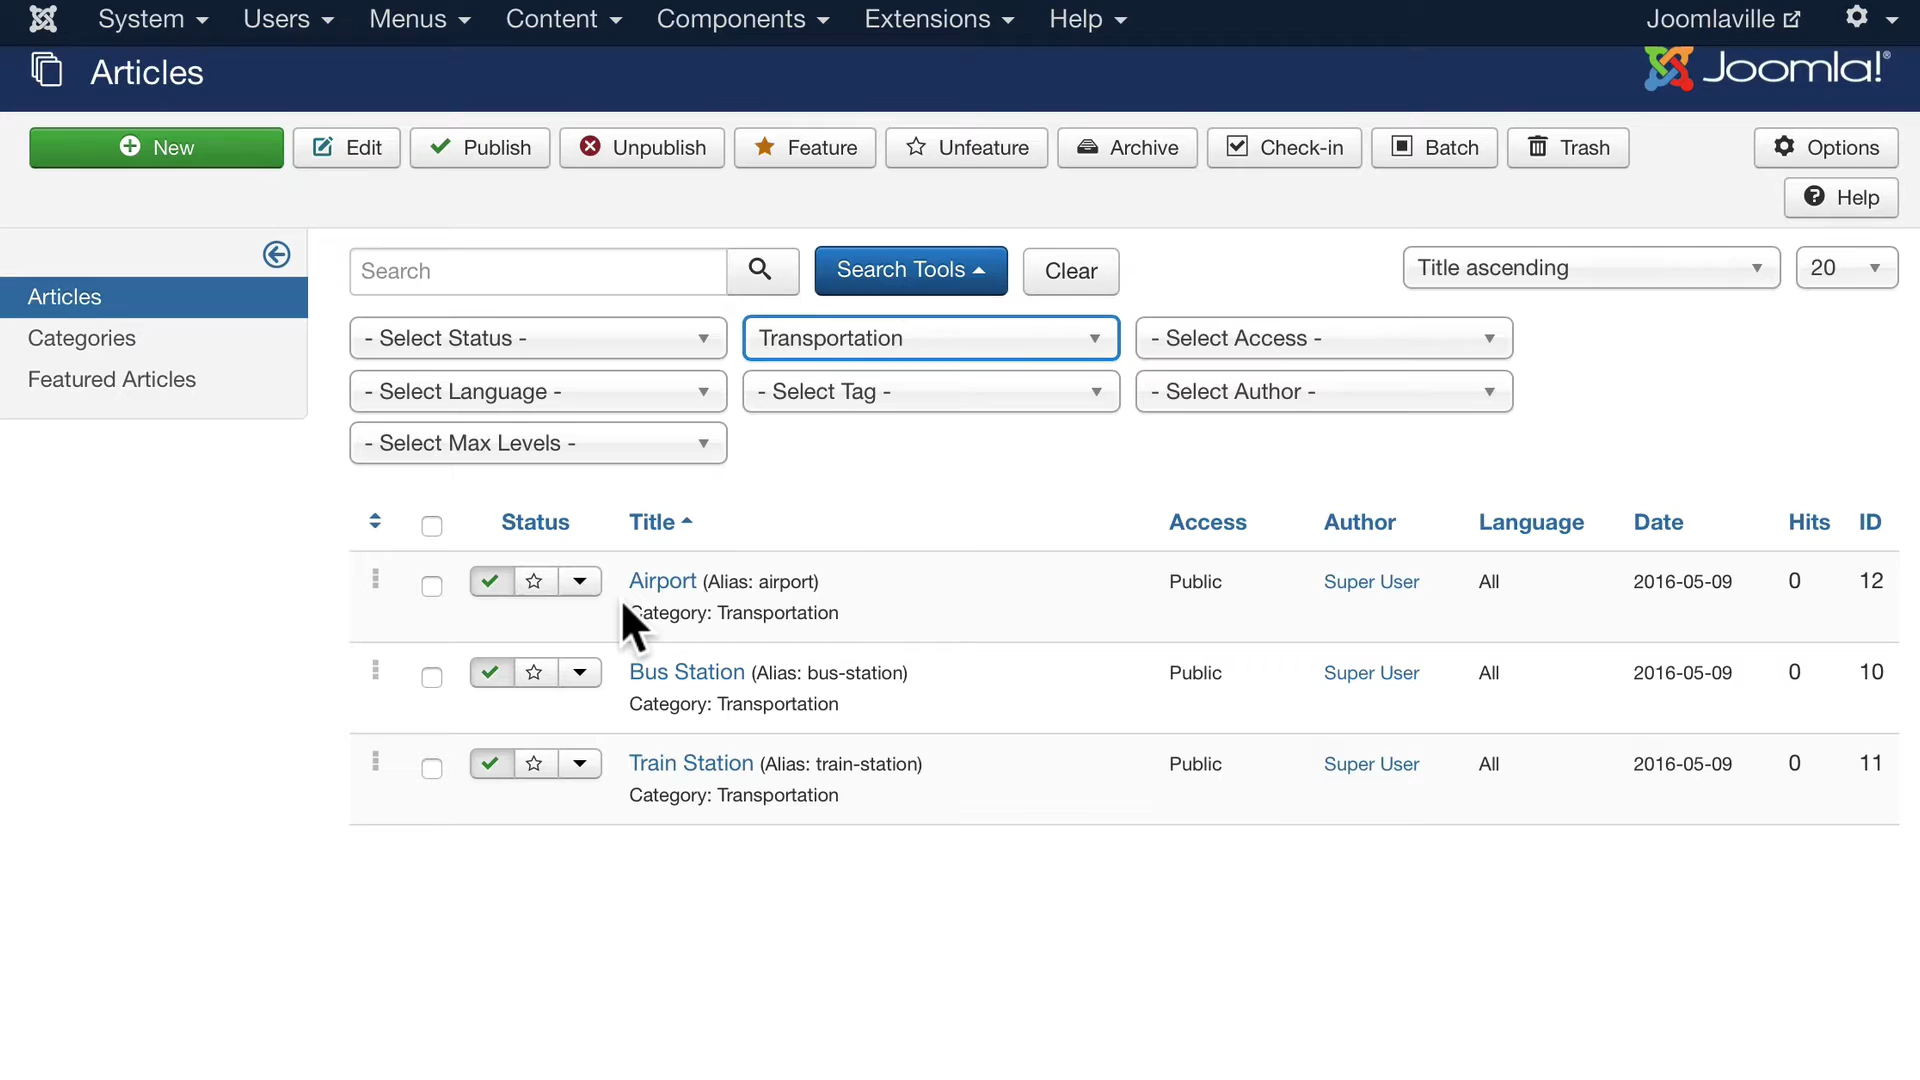 System Users Menus Content Components Extensions Help Joomlaville
Articles Joomla!®
New Edit Publish Unpublish Feature Unfeature Archive Check-in Batch Trash Options
Help
Search Search Tools Clear Title ascending 20
Articles
Categories
Featured Articles
- Select Status - Transportation - Select Access -
- Select Language - - Select Tag - - Select Author -
- Select Max Levels -
Status Title Access Author Language Date Hits ID
Airport (Alias: airport) Public Super User All 2016-05-09 0 12
Category: Transportation
Bus Station (Alias: bus-station) Public Super User All 2016-05-09 0 10
Category: Transportation
Train Station (Alias: train-station) Public Super User All 2016-05-09 0 11
Category: Transportation